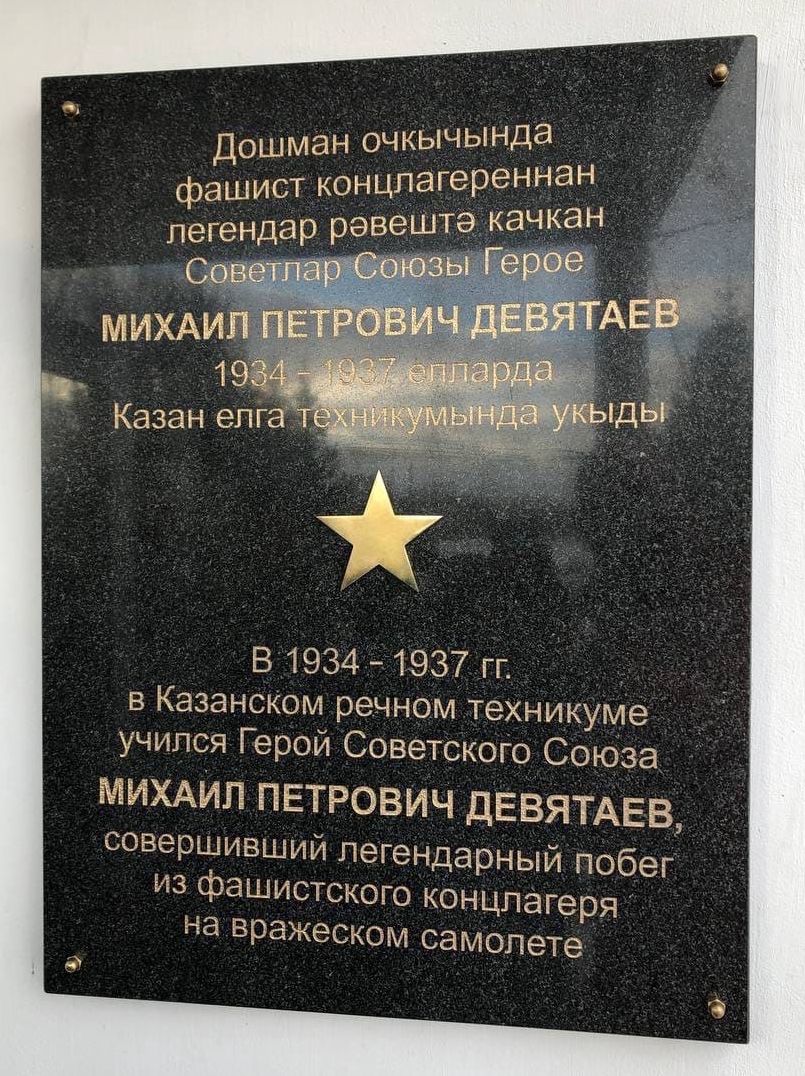 Дошман очкычында
фашист концлагереннан
легендар рәвештә качкан
Советлар Союзы Герое
МИХАИЛ ПЕТРОВИЧ ДЕВЯТАЕВ
1934 – 1937 елларда
Казан елга техникумында укыды
В 1934 – 1937 гг.
в Казанском речном техникуме
учился Герой Советского Союза
МИХАИЛ ПЕТРОВИЧ ДЕВЯТАЕВ,
совершивший легендарный побег
из фашистского концлагеря
на вражеском самолете